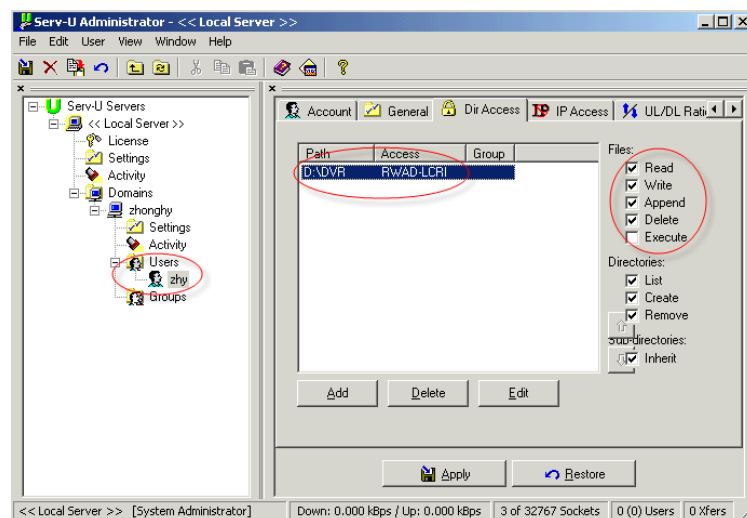 Serv-U Administrator - << Local Server >>
File Edit User View Window Help
Serv-U Servers
<< Local Server >>
License
Settings
Activity
Domains
zhonghy
Settings
Activity
Users
zhy
Groups
Account General Dir Access IP Access UL/DL Rati
Path Access Group
D:\DVR RWAD-LCRI
Files:
Read
Write
Append
Delete
Execute
Directories:
List
Create
Remove
Sub-directories:
Inherit
Add Delete Edit
Apply Restore
<< Local Server >> [System Administrator] Down: 0.000 kBps / Up: 0.000 kBps 3 of 32767 Sockets 0 (0) Users 0 Xfers